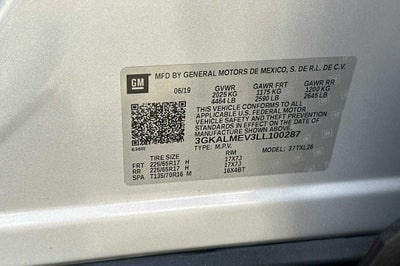 GM
MFD BY GENERAL MOTORS DE MEXICO, S. DE R.L. DE C.V.
06/19 GVWR GAWR FRT GAWR RR
2025 KG 1175 KG 1200 KG
4464 LB 2590 LB 2645 LB
THIS VEHICLE CONFORMS TO ALL
APPLICABLE U.S. FEDERAL MOTOR
VEHICLE SAFETY AND THEFT PREVENTION
STANDARDS IN EFFECT ON THE DATE OF
MANUFACTURE SHOWN ABOVE.
3GKALMEV3LL100287
TYPE: M.P.V. MODEL: 37TXL26
TIRE SIZE RIM
FRT 225/65R17 H 17X7J
RR 225/65R17 H 17X7J
SPA T135/70R16 M 16X4BT